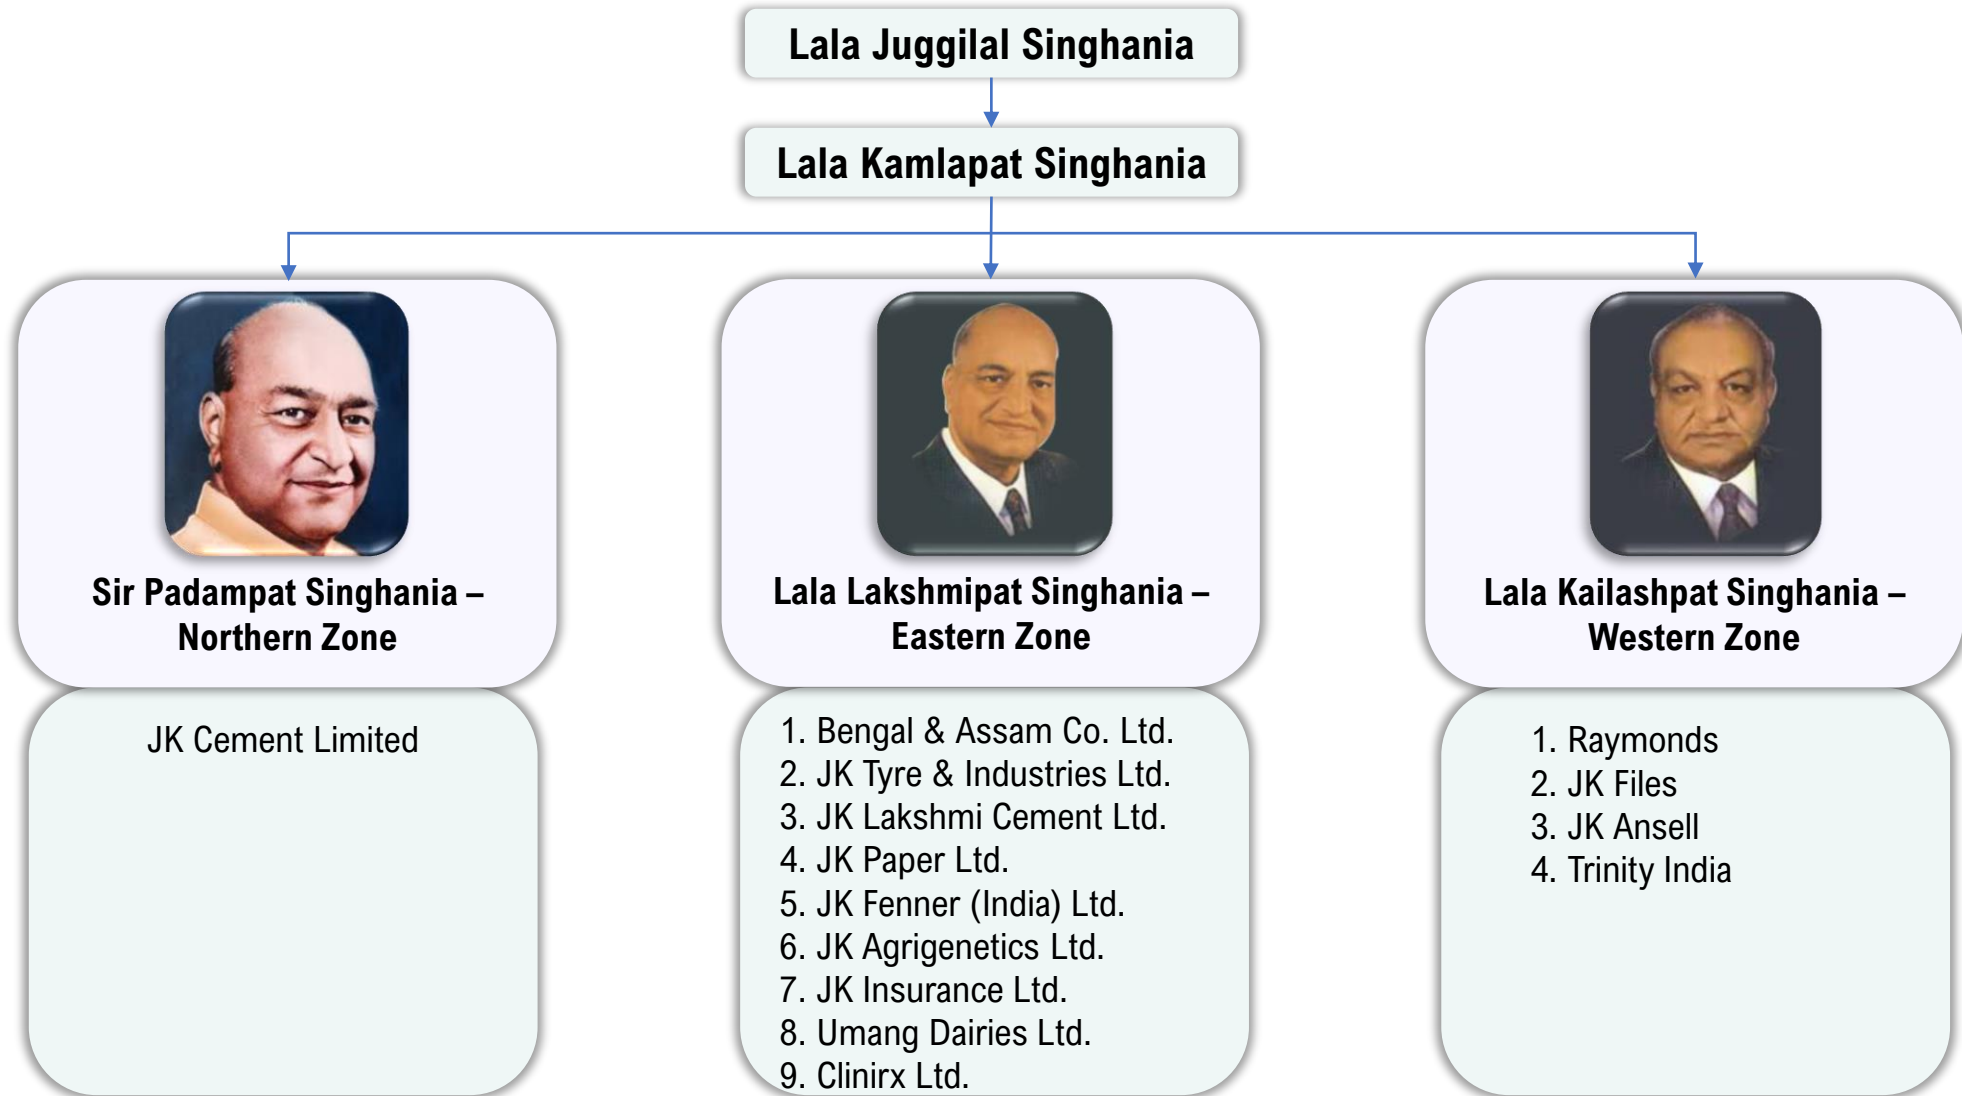 Lala Juggilal Singhania
Lala Kamlapat Singhania
Sir Padampat Singhania –
Northern Zone
JK Cement Limited
Lala Lakshmipat Singhania –
Eastern Zone
1. Bengal & Assam Co. Ltd.
2. JK Tyre & Industries Ltd.
3. JK Lakshmi Cement Ltd.
4. JK Paper Ltd.
5. JK Fenner (India) Ltd.
6. JK Agrigenetics Ltd.
7. JK Insurance Ltd.
8. Umang Dairies Ltd.
9. Clinirx Ltd.
Lala Kailashpat Singhania –
Western Zone
1. Raymonds
2. JK Files
3. JK Ansell
4. Trinity India